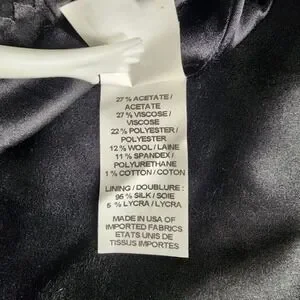 27 % ACETATE /
ACETATE
27 % VISCOSE /
VISCOSE
22 % POLYESTER /
POLYESTER
12 % WOOL / LAINE
11 % SPANDEX /
POLYURETHANE
1 % COTTON / COTON
LINING / DOUBLURE :
95 % SILK / SOIE
5 % LYCRA / LYCRA
MADE IN USA OF
IMPORTED FABRICS
ETATS UNIS DE
TISSUS IMPORTES